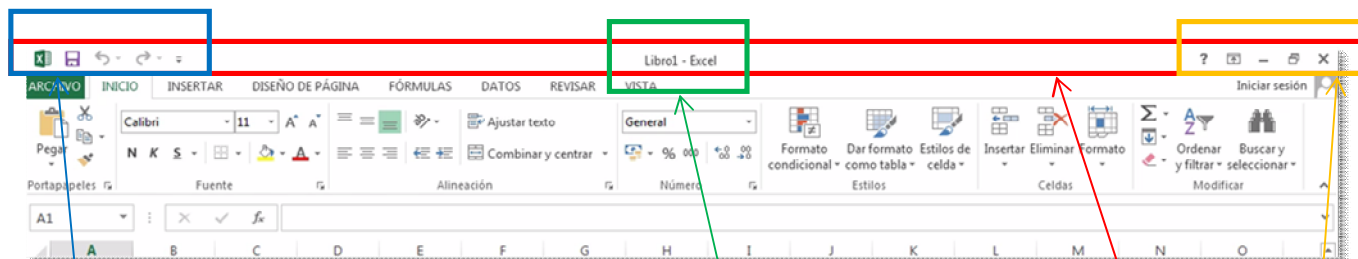 Libro1 - Excel ?
ARCHIVO INICIO INSERTAR DISEÑO DE PÁGINA FÓRMULAS DATOS REVISAR VISTA Iniciar sesión
Calibri 11 A A Ajustar texto General Σ
Pegar N K S A Combinar y centrar % 000 Formato condicional Dar formato como tabla Estilos de celda Insertar Eliminar Formato Ordenar y filtrar Buscar y seleccionar
Portapapeles Fuente Alineación Número Estilos Celdas Modificar
A1 fx
A B C D E F G H I J K L M N O